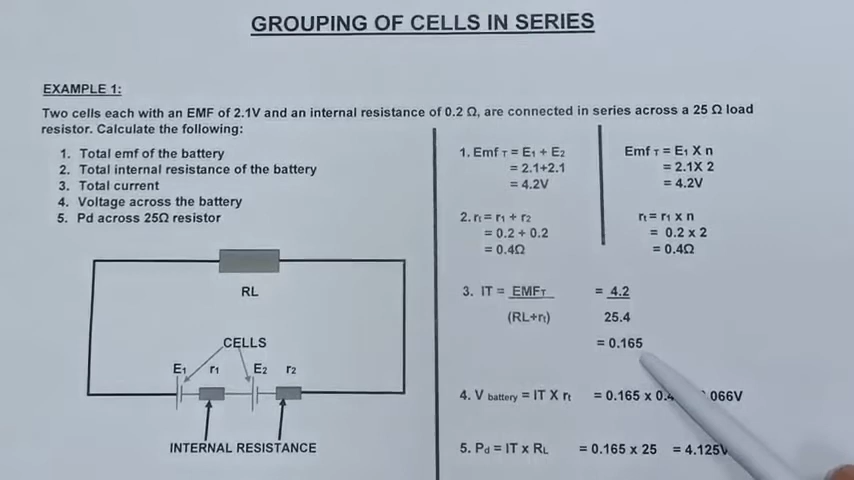 GROUPING OF CELLS IN SERIES
EXAMPLE 1:
Two cells each with an EMF of 2.1V and an internal resistance of 0.2 Ω, are connected in series across a 25 Ω load
resistor. Calculate the following:
1. Total emf of the battery
2. Total internal resistance of the battery
3. Total current
4. Voltage across the battery
5. Pd across 25Ω resistor
RL
CELLS
E1 r1 E2 r2
INTERNAL RESISTANCE
1. Emf T = E1 + E2
= 2.1+2.1
= 4.2V
2. rt = r1 + r2
= 0.2 + 0.2
= 0.4Ω
Emf T = E1 X n
= 2.1X 2
= 4.2V
rt = r1 x n
= 0.2 x 2
= 0.4Ω
3. IT = EMFT = 4.2
(RL+rt) 25.4
= 0.165
4. V battery = IT X rt = 0.165 x 0.4 .066V
5. Pd = IT x RL = 0.165 x 25 = 4.125V